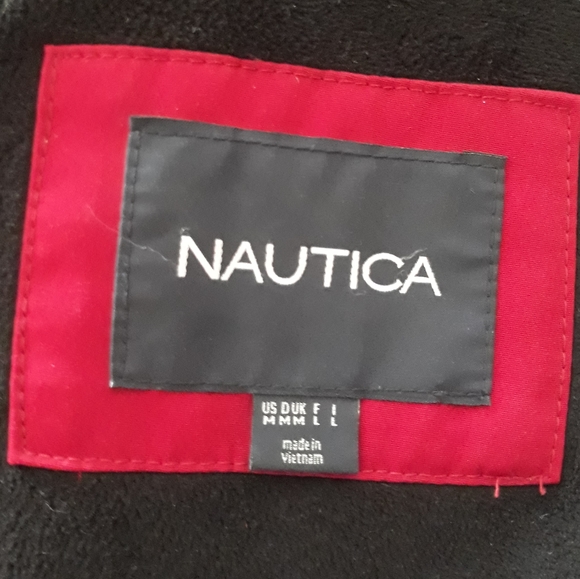 NAUTICA
US D UK F I
M M M L L
made in
Vietnam